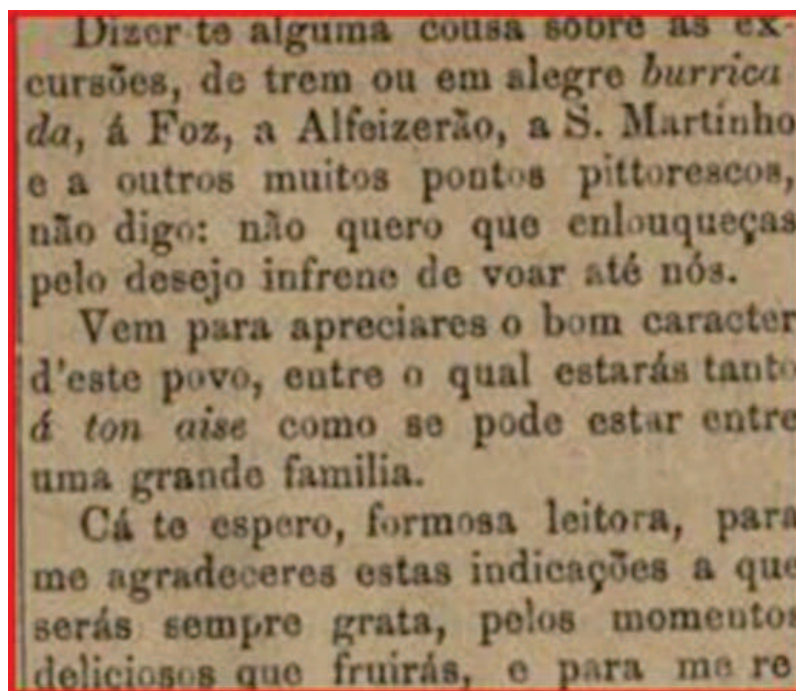 Dizer-te alguma cousa sobre as ex-
cursões, de trem ou em alegre burrica
da, á Foz, a Alfeizerão, a S. Martinho
e a outros muitos pontos pittorescos,
não digo: não quero que enlouqueças
pelo desejo infrene de voar até nós.
Vem para apreciares o bom caracter
d'este povo, entre o qual estarás tanto
á ton aise como se pode estar entre
uma grande familia.
Cá te espero, formosa leitora, para
me agradeceres estas indicações a que
serás sempre grata, pelos momentos
deliciosos que fruirás, e para me re